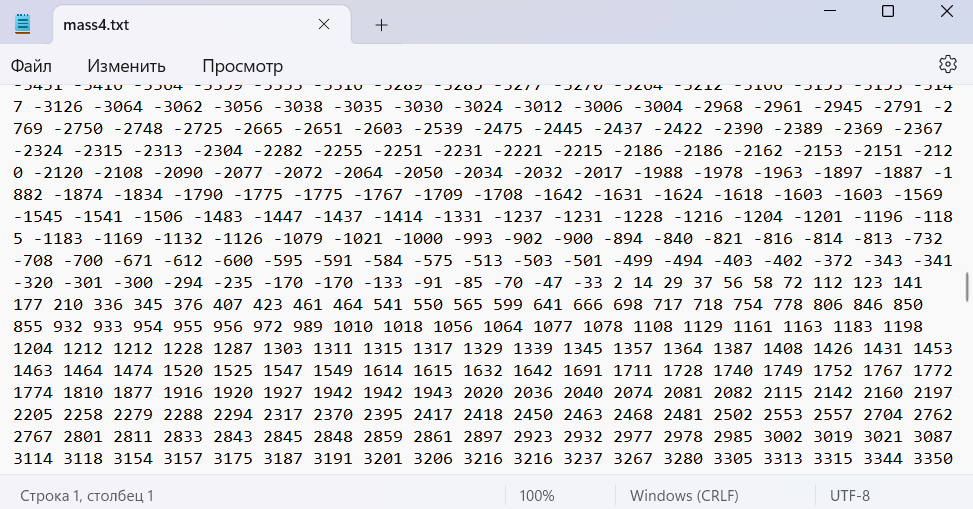 mass4.txt
Файл Изменить Просмотр
7 -3126 -3064 -3062 -3056 -3038 -3035 -3030 -3024 -3012 -3006 -3004 -2968 -2961 -2945 -2791 -2
769 -2750 -2748 -2725 -2665 -2651 -2603 -2539 -2475 -2445 -2437 -2422 -2390 -2389 -2369 -2367
-2324 -2315 -2313 -2304 -2282 -2255 -2251 -2231 -2221 -2215 -2186 -2186 -2162 -2153 -2151 -212
0 -2120 -2108 -2090 -2077 -2072 -2064 -2050 -2034 -2032 -2017 -1988 -1978 -1963 -1897 -1887 -1
882 -1874 -1834 -1790 -1775 -1775 -1767 -1709 -1708 -1642 -1631 -1624 -1618 -1603 -1603 -1569
-1545 -1541 -1506 -1483 -1447 -1437 -1414 -1331 -1237 -1231 -1228 -1216 -1204 -1201 -1196 -118
5 -1183 -1169 -1132 -1126 -1079 -1021 -1000 -993 -902 -900 -894 -840 -821 -816 -814 -813 -732
-708 -700 -671 -612 -600 -595 -591 -584 -575 -513 -503 -501 -499 -494 -403 -402 -372 -343 -341
-320 -301 -300 -294 -235 -170 -170 -133 -91 -85 -70 -47 -33 2 14 29 37 56 58 72 112 123 141
177 210 336 345 376 407 423 461 464 541 550 565 599 641 666 698 717 718 754 778 806 846 850
855 932 933 954 955 956 972 989 1010 1018 1056 1064 1077 1078 1108 1129 1161 1163 1183 1198
1204 1212 1212 1228 1287 1303 1311 1315 1317 1329 1339 1345 1357 1364 1387 1408 1426 1431 1453
1463 1464 1474 1520 1525 1547 1549 1614 1615 1632 1642 1691 1711 1728 1740 1749 1752 1767 1772
1774 1810 1877 1916 1920 1927 1942 1942 1943 2020 2036 2040 2074 2081 2082 2115 2142 2160 2197
2205 2258 2279 2288 2294 2317 2370 2395 2417 2418 2450 2463 2468 2481 2502 2553 2557 2704 2762
2767 2801 2811 2833 2843 2845 2848 2859 2861 2897 2923 2932 2977 2978 2985 3002 3019 3021 3087
3114 3118 3154 3157 3175 3187 3191 3201 3206 3216 3216 3237 3267 3280 3305 3313 3315 3344 3350
Строка 1, столбец 1 100% Windows (CRLF) UTF-8